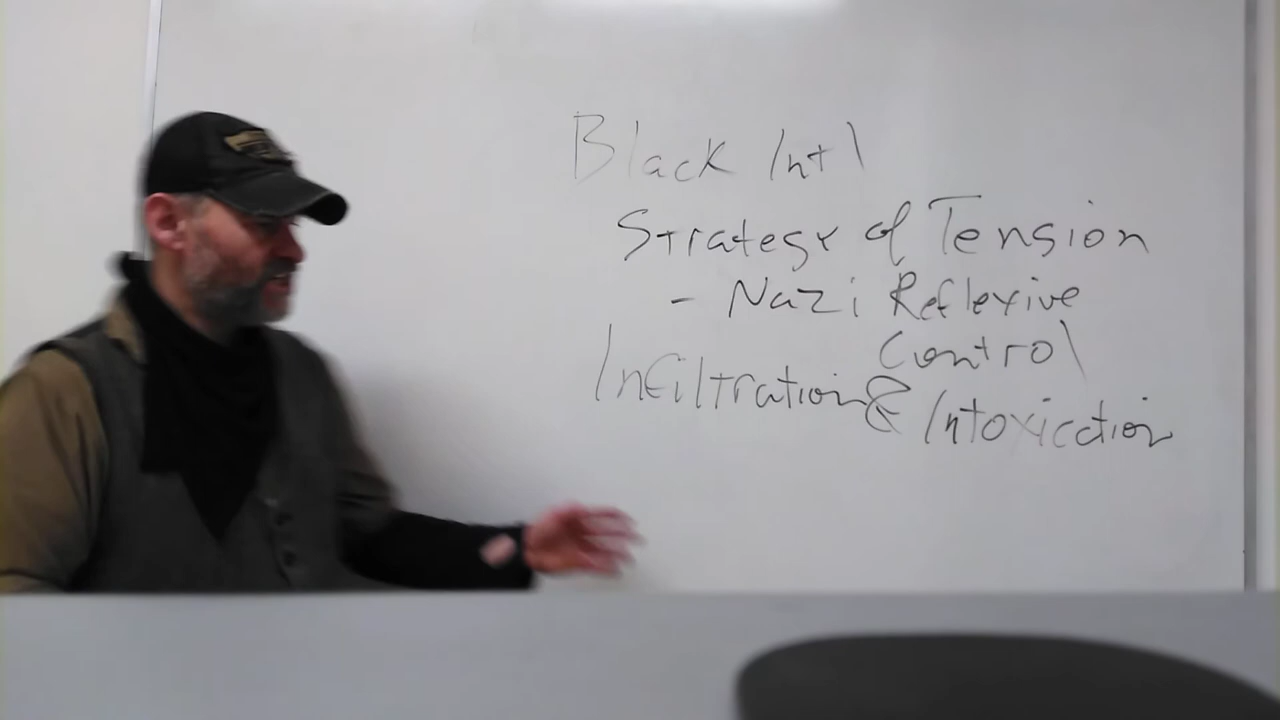 Black Int'l
Strategy of Tension
- Nazi Reflexive
Control
Infiltration & Intoxication